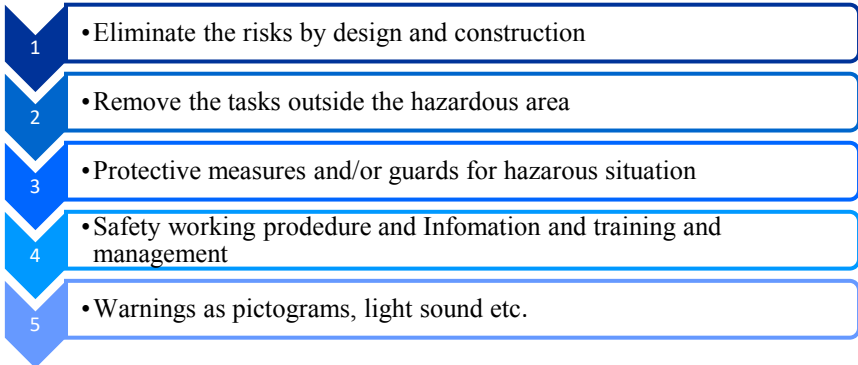 1
•Eliminate the risks by design and construction
2
•Remove the tasks outside the hazardous area
3
•Protective measures and/or guards for hazarous situation
4
•Safety working prodedure and Infomation and training and
management
5
•Warnings as pictograms, light sound etc.